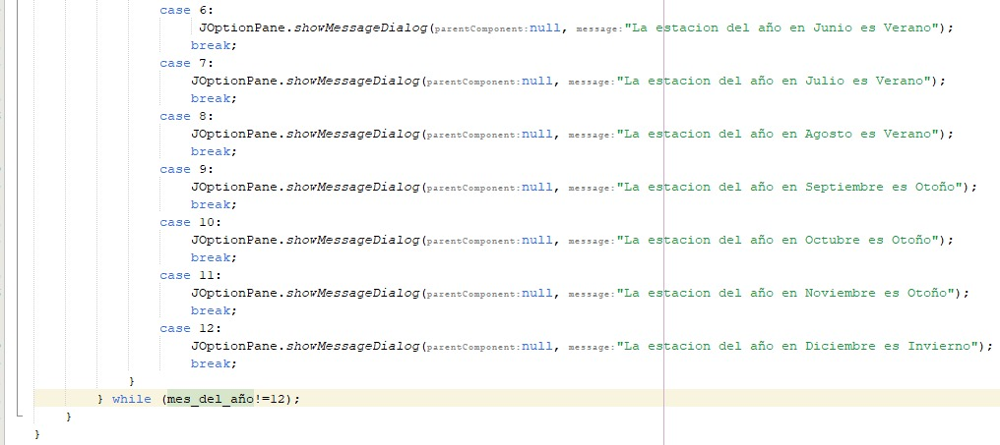 case 6:
JOptionPane.showMessageDialog(parentComponent:null, message:"La estacion del año en Junio es Verano");
break;
case 7:
JOptionPane.showMessageDialog(parentComponent:null, message:"La estacion del año en Julio es Verano");
break;
case 8:
JOptionPane.showMessageDialog(parentComponent:null, message:"La estacion del año en Agosto es Verano");
break;
case 9:
JOptionPane.showMessageDialog(parentComponent:null, message:"La estacion del año en Septiembre es Otoño");
break;
case 10:
JOptionPane.showMessageDialog(parentComponent:null, message:"La estacion del año en Octubre es Otoño");
break;
case 11:
JOptionPane.showMessageDialog(parentComponent:null, message:"La estacion del año en Noviembre es Otoño");
break;
case 12:
JOptionPane.showMessageDialog(parentComponent:null, message:"La estacion del año en Diciembre es Invierno");
break;
}
} while (mes_del_año!=12);
}
}